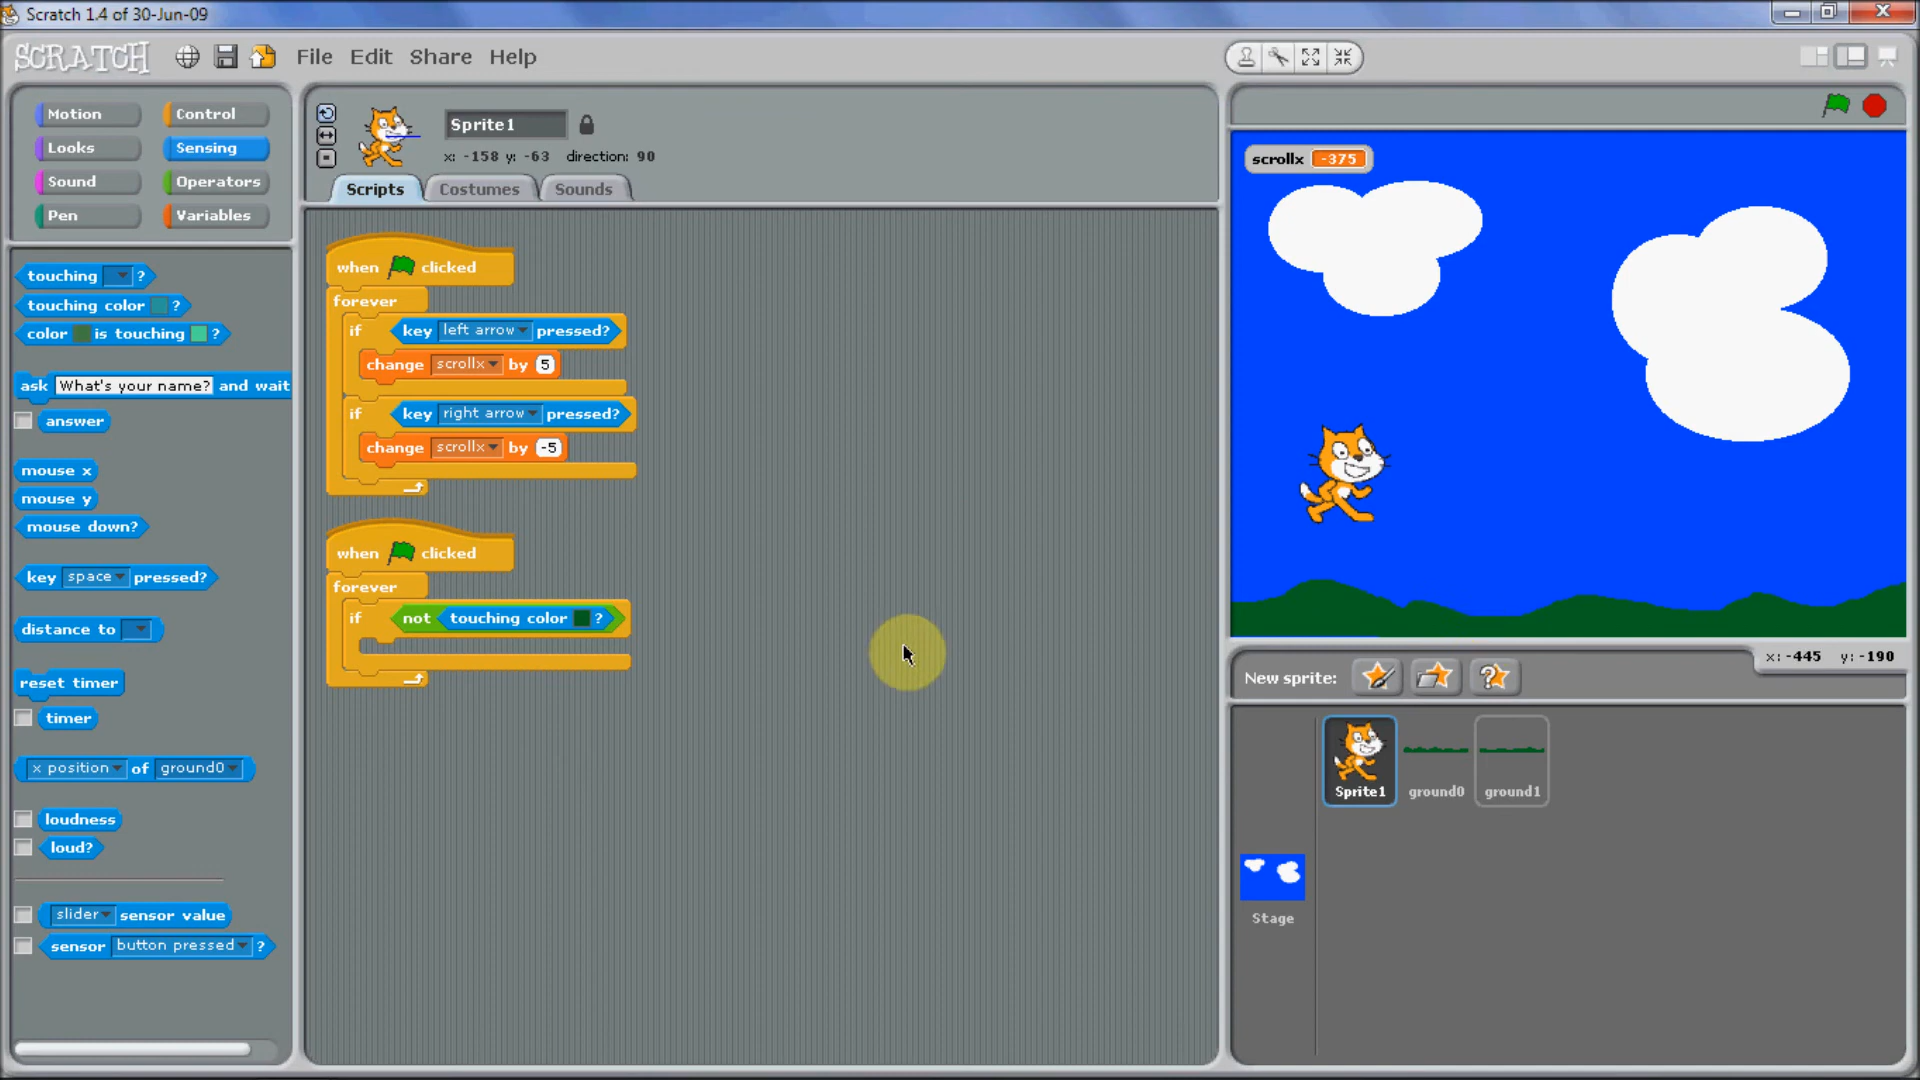 Scratch 1.4 of 30-Jun-09
SCRATCH File Edit Share Help
Motion Control
Looks Sensing
Sound Operators
Pen Variables
touching ?
touching color ?
color is touching ?
ask What's your name? and wait
answer
mouse x
mouse y
mouse down?
key space pressed?
distance to
reset timer
timer
x position of ground0
loudness
loud?
slider sensor value
sensor button pressed ?
Sprite1
x: -158 y: -63 direction: 90
Scripts Costumes Sounds
when clicked
forever
if key left arrow pressed?
change scrollx by 5
if key right arrow pressed?
change scrollx by -5
when clicked
forever
if not touching color ?
scrollx -375
x: -445 y: -190
New sprite:
Sprite1 ground0 ground1
Stage